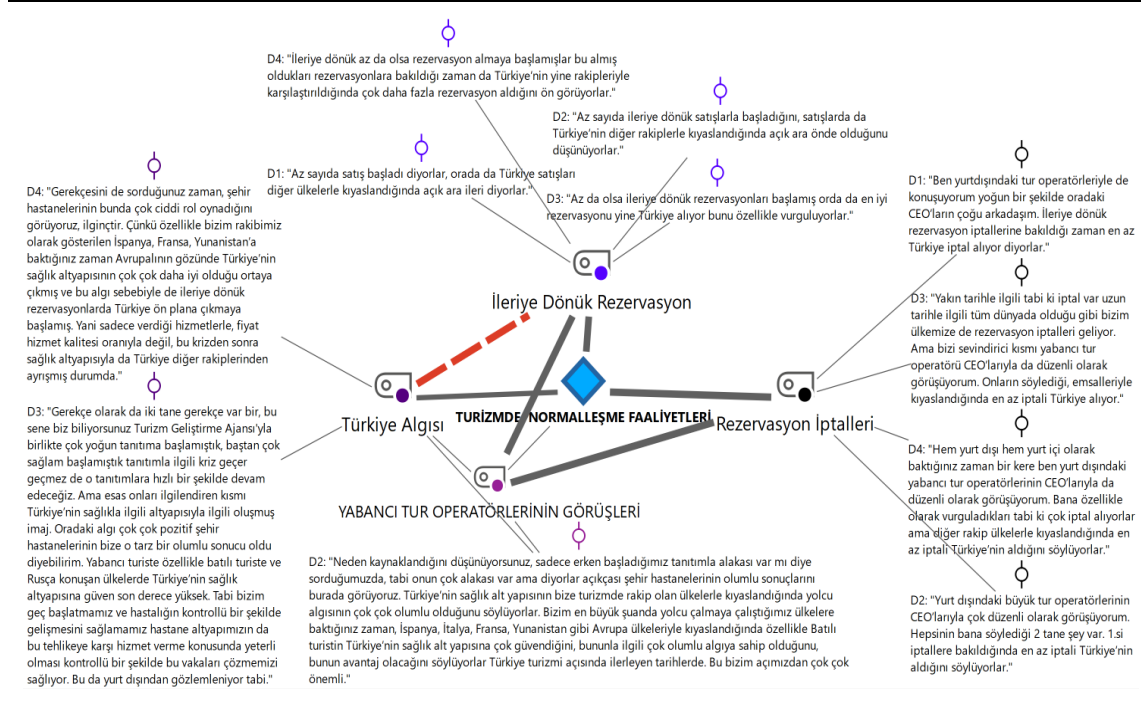 D4: "İleriye dönük az da olsa rezervasyon almaya başlamışlar bu almış
oldukları rezervasyonlara bakıldığı zaman da Türkiye’nin yine rakipleriyle
karşılaştırıldığında çok daha fazla rezervasyon aldığını ön görüyorlar."
D2: "Az sayıda ileriye dönük satışlarla başladığını, satışlarda da
Türkiye’nin diğer rakiplerle kıyaslandığında açık ara önde olduğunu
düşünüyorlar."
D1: "Az sayıda satış başladı diyorlar, orada da Türkiye satışları
diğer ülkelerle kıyaslandığında açık ara ileri diyorlar."
D3: "Az da olsa ileriye dönük rezervasyonları başlamış orda da en iyi
rezervasyonu yine Türkiye alıyor bunu özellikle vurguluyorlar."
D4: "Gerekçesini de sorduğunuz zaman, şehir
hastanelerinin bunda çok ciddi rol oynadığını
görüyoruz, ilginçtir. Çünkü özellikle bizim rakibimiz
olarak gösterilen İspanya, Fransa, Yunanistan’a
baktığınız zaman Avrupalının gözünde Türkiye’nin
sağlık altyapısının çok çok daha iyi olduğu ortaya
çıkmış ve bu algı sebebiyle de ileriye dönük
rezervasyonlarda Türkiye ön plana çıkmaya
başlamış. Yani sadece verdiği hizmetlerle, fiyat
hizmet kalitesi oranıyla değil, bu krizden sonra
sağlık altyapısıyla da Türkiye diğer rakiplerinden
ayrışmış durumda."
D1: "Ben yurtdışındaki tur operatörleriyle de
konuşuyorum yoğun bir şekilde oradaki
CEO’ların çoğu arkadaşım. İleriye dönük
rezervasyon iptallerine bakıldığı zaman en az
Türkiye iptal alıyor diyorlar."
İleriye Dönük Rezervasyon
D3: "Yakın tarihle ilgili tabi ki iptal var uzun
tarihle ilgili tüm dünyada olduğu gibi bizim
ülkemize de rezervasyon iptalleri geliyor.
Ama bizi sevindirici kısmı yabancı tur
operatörü CEO’larıyla da düzenli olarak
görüşüyorum. Onların söylediği, emsalleriyle
kıyaslandığında en az iptali Türkiye alıyor."
Türkiye Algısı
TURİZMDE NORMALLEŞME FAALİYETLERİ
Rezervasyon İptalleri
D3: "Gerekçe olarak da iki tane gerekçe var bir, bu
sene biz biliyorsunuz Turizm Geliştirme Ajansı’yla
birlikte çok yoğun tanıtıma başlamıştık, baştan çok
sağlam başlamıştık tanıtımla ilgili kriz geçer
geçmez de o tanıtımlara hızlı bir şekilde devam
edeceğiz. Ama esas onları ilgilendiren kısmı
Türkiye’nin sağlıkla ilgili altyapısıyla ilgili oluşmuş
imaj. Oradaki algı çok çok pozitif şehir
hastanelerinin bize o tarz bir olumlu sonucu oldu
diyebilirim. Yabancı turiste özellikle batılı turiste ve
Rusça konuşan ülkelerde Türkiye’nin sağlık
altyapısına güven son derece yüksek. Tabi bizim
geç başlatmamız ve hastalığın kontrollü bir şekilde
gelişmesini sağlamamız hastane altyapımızın da
bu tehlikeye karşı hizmet verme konusunda yeterli
olması kontrollü bir şekilde bu vakaları çözmemizi
sağlıyor. Bu da yurt dışından gözlemleniyor tabi."
YABANCI TUR OPERATÖRLERİNİN GÖRÜŞLERİ
D4: "Hem yurt dışı hem yurt içi olarak
baktığınız zaman bir kere ben yurt dışındaki
yabancı tur operatörlerinin CEO’larıyla da
düzenli olarak görüşüyorum. Bana özellikle
olarak vurguladıkları tabi ki çok iptal alıyorlar
ama diğer rakip ülkelerle kıyaslandığında en
az iptali Türkiye’nin aldığını söylüyorlar."
D2: "Neden kaynaklandığını düşünüyorsunuz, sadece erken başladığımız tanıtımla alakası var mı diye
sorduğumuzda, tabi onun çok alakası var ama diyorlar açıkçası şehir hastanelerinin olumlu sonuçlarını
burada görüyoruz. Türkiye’nin sağlık alt yapısının bize turizmde rakip olan ülkelerle kıyaslandığında yolcu
algısının çok çok olumlu olduğunu söylüyorlar. Bizim en büyük şuanda yolcu çalmaya çalıştığımız ülkelere
baktığınız zaman, İspanya, İtalya, Fransa, Yunanistan gibi Avrupa ülkeleriyle kıyaslandığında özellikle Batılı
turistin Türkiye’nin sağlık alt yapısına çok güvendiğini, bununla ilgili çok olumlu algıya sahip olduğunu,
bunun avantaj olacağını söylüyorlar Türkiye turizmi açısında ilerleyen tarihlerde. Bu bizim açımızdan çok çok
önemli."
D2: "Yurt dışındaki büyük tur operatörlerinin
CEO’larıyla çok düzenli olarak görüşüyorum.
Hepsinin bana söylediği 2 tane şey var. 1.si
iptallere bakıldığında en az iptali Türkiye’nin
aldığını söylüyorlar."